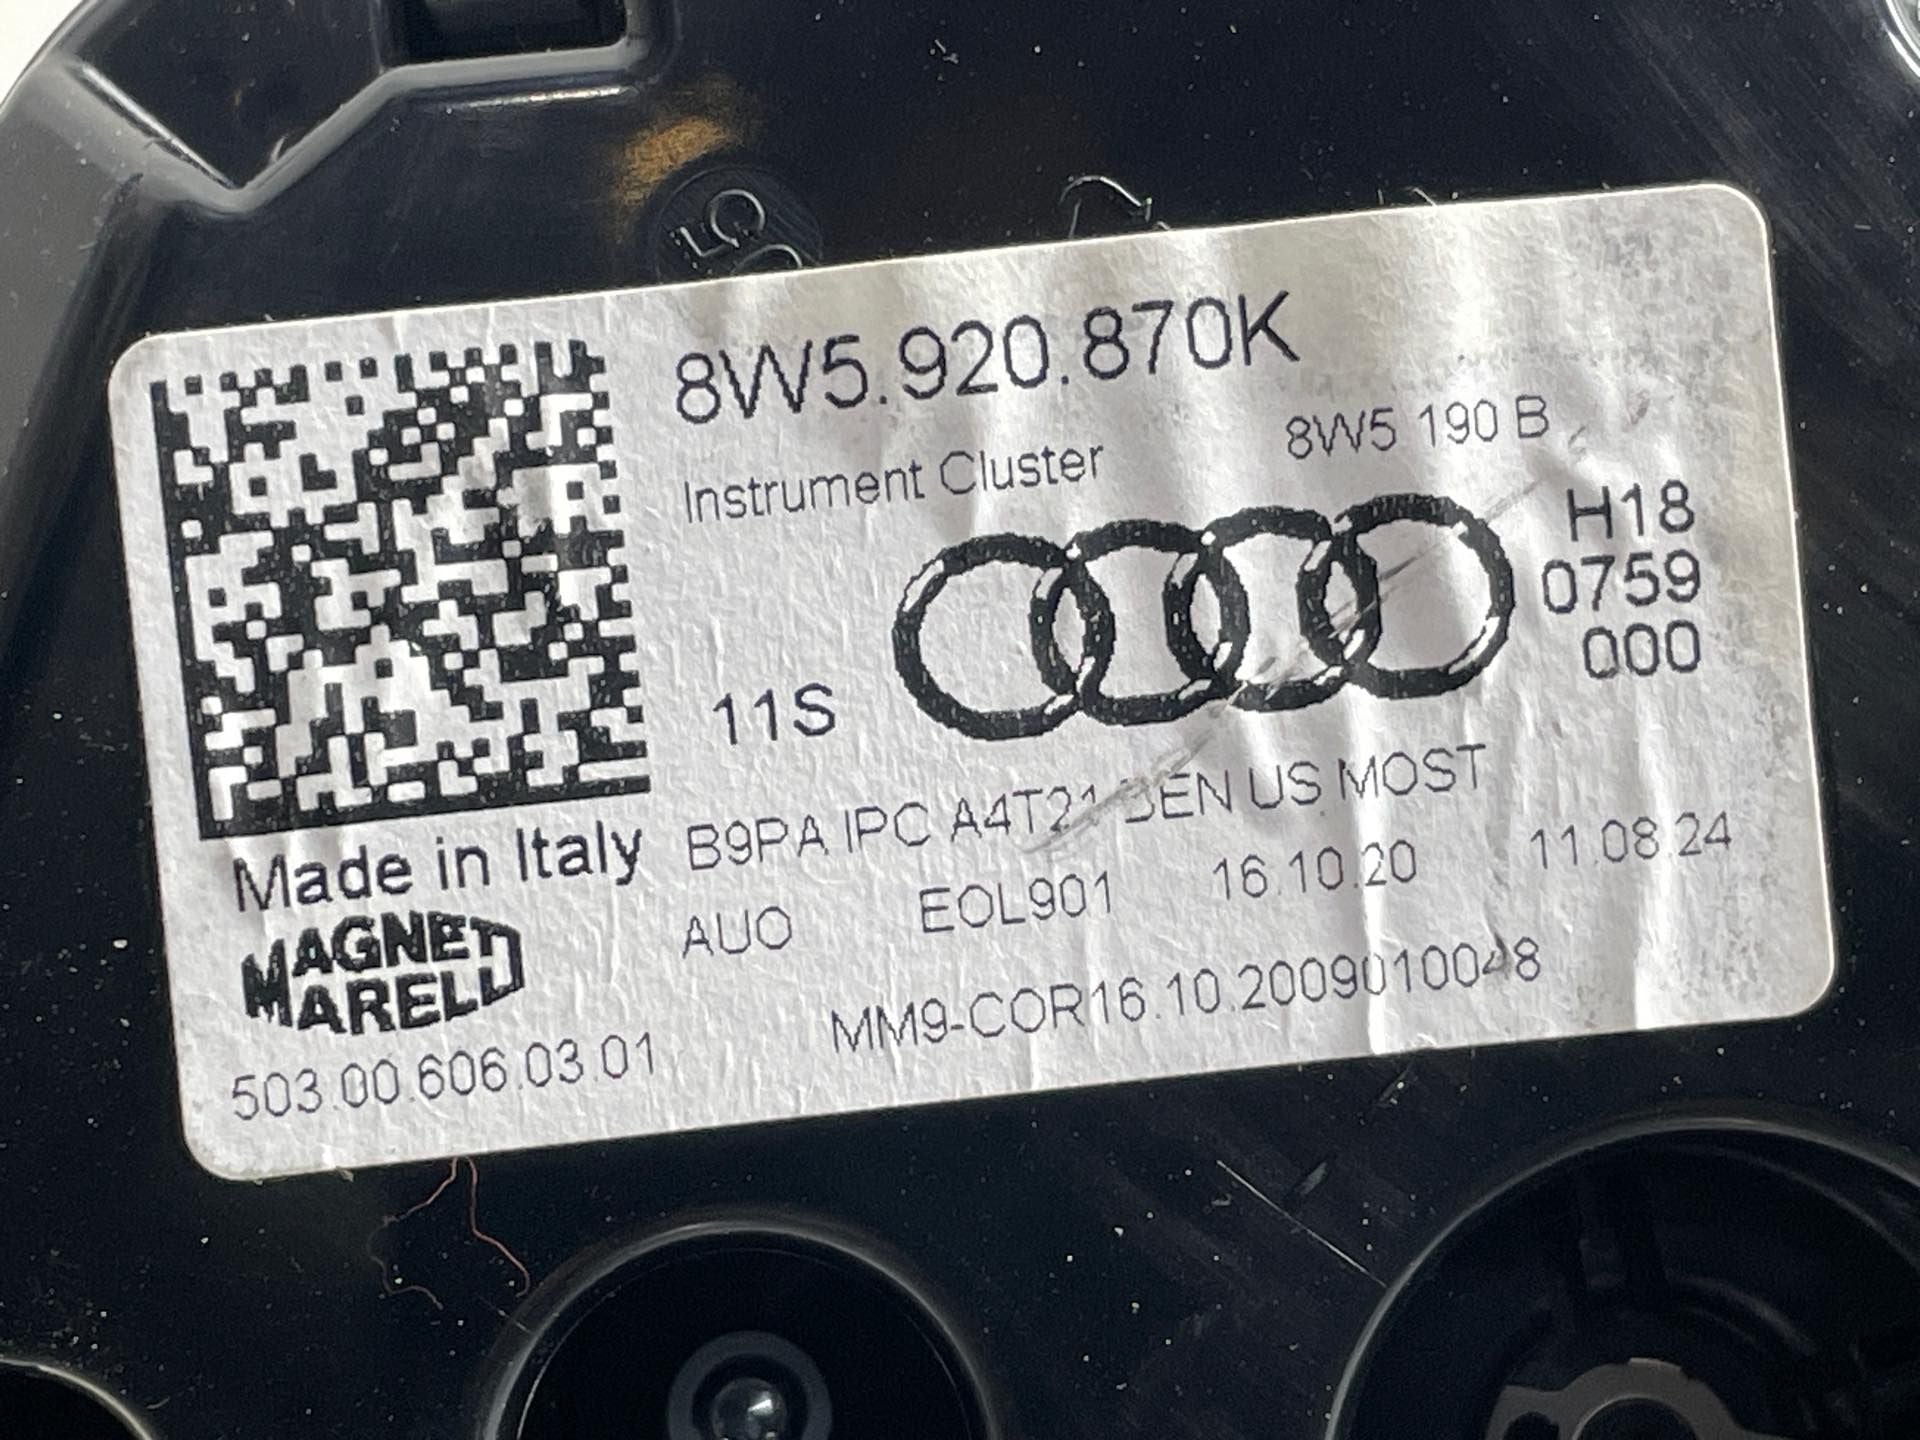 8W5.920.870K
Instrument Cluster
8W5 190 B
H18
0759
000
11S
B9PA IPC A4T21 US MOST
Made in Italy
AUO EOL901 16.10.20 11.08.24
MAGNETI
MARELLI
MM9-COR16.10.2009010048
503.00.606.03.01